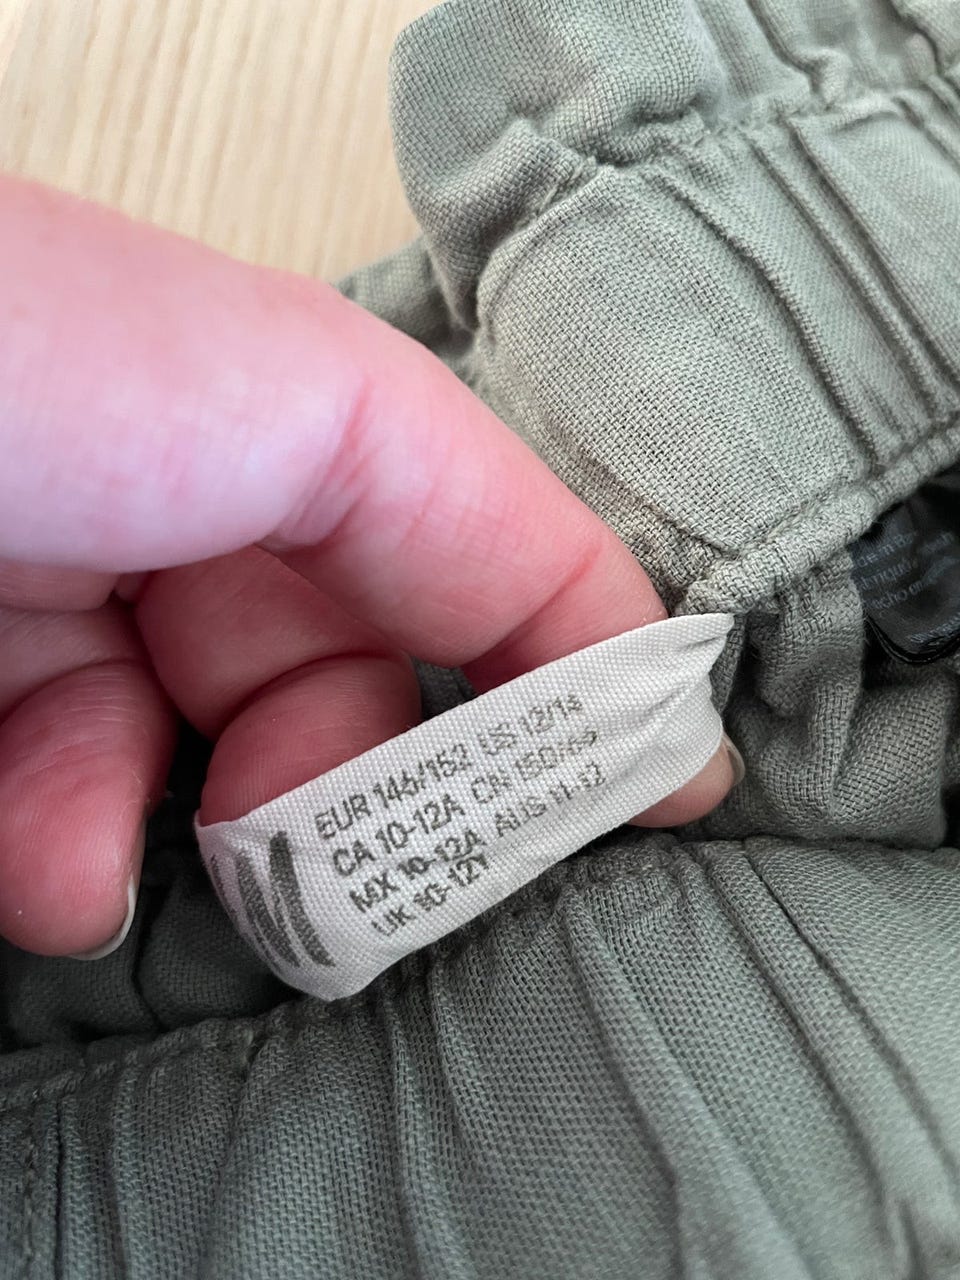 EUR 146/152 US 12/14
CA 10-12A CN 150/
MX 10-12A AUS 11-12
UK 10-12Y